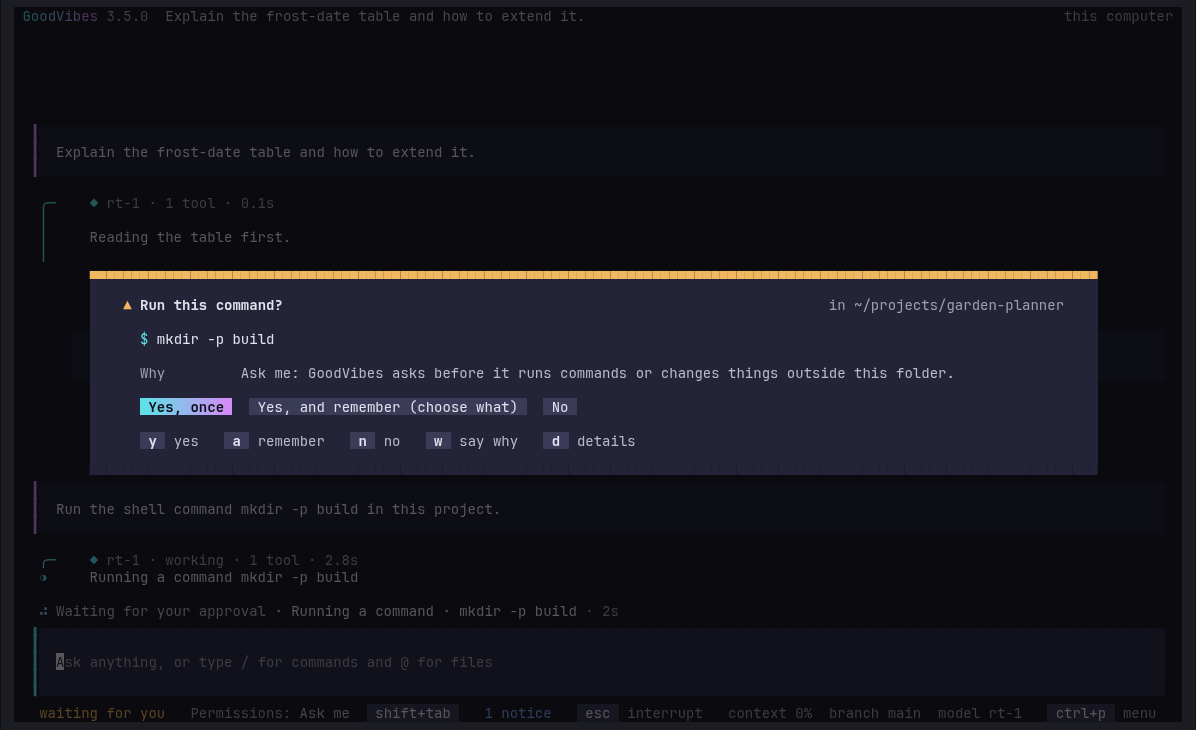 GoodVibes 3.5.0  Explain the frost-date table and how to extend it.  this computer
Explain the frost-date table and how to extend it.
◆ rt-1 · 1 tool · 0.1s
Reading the table first.
▲ Run this command?  in ~/projects/garden-planner
$ mkdir -p build
Why  Ask me: GoodVibes asks before it runs commands or changes things outside this folder.
Yes, once  Yes, and remember (choose what)  No
y yes  a remember  n no  w say why  d details
Run the shell command mkdir -p build in this project.
◆ rt-1 · working · 1 tool · 2.8s
Running a command mkdir -p build
Waiting for your approval · Running a command · mkdir -p build · 2s
Ask anything, or type / for commands and @ for files
waiting for you  Permissions: Ask me  shift+tab  1 notice  esc interrupt  context 0%  branch main  model rt-1  ctrl+p menu